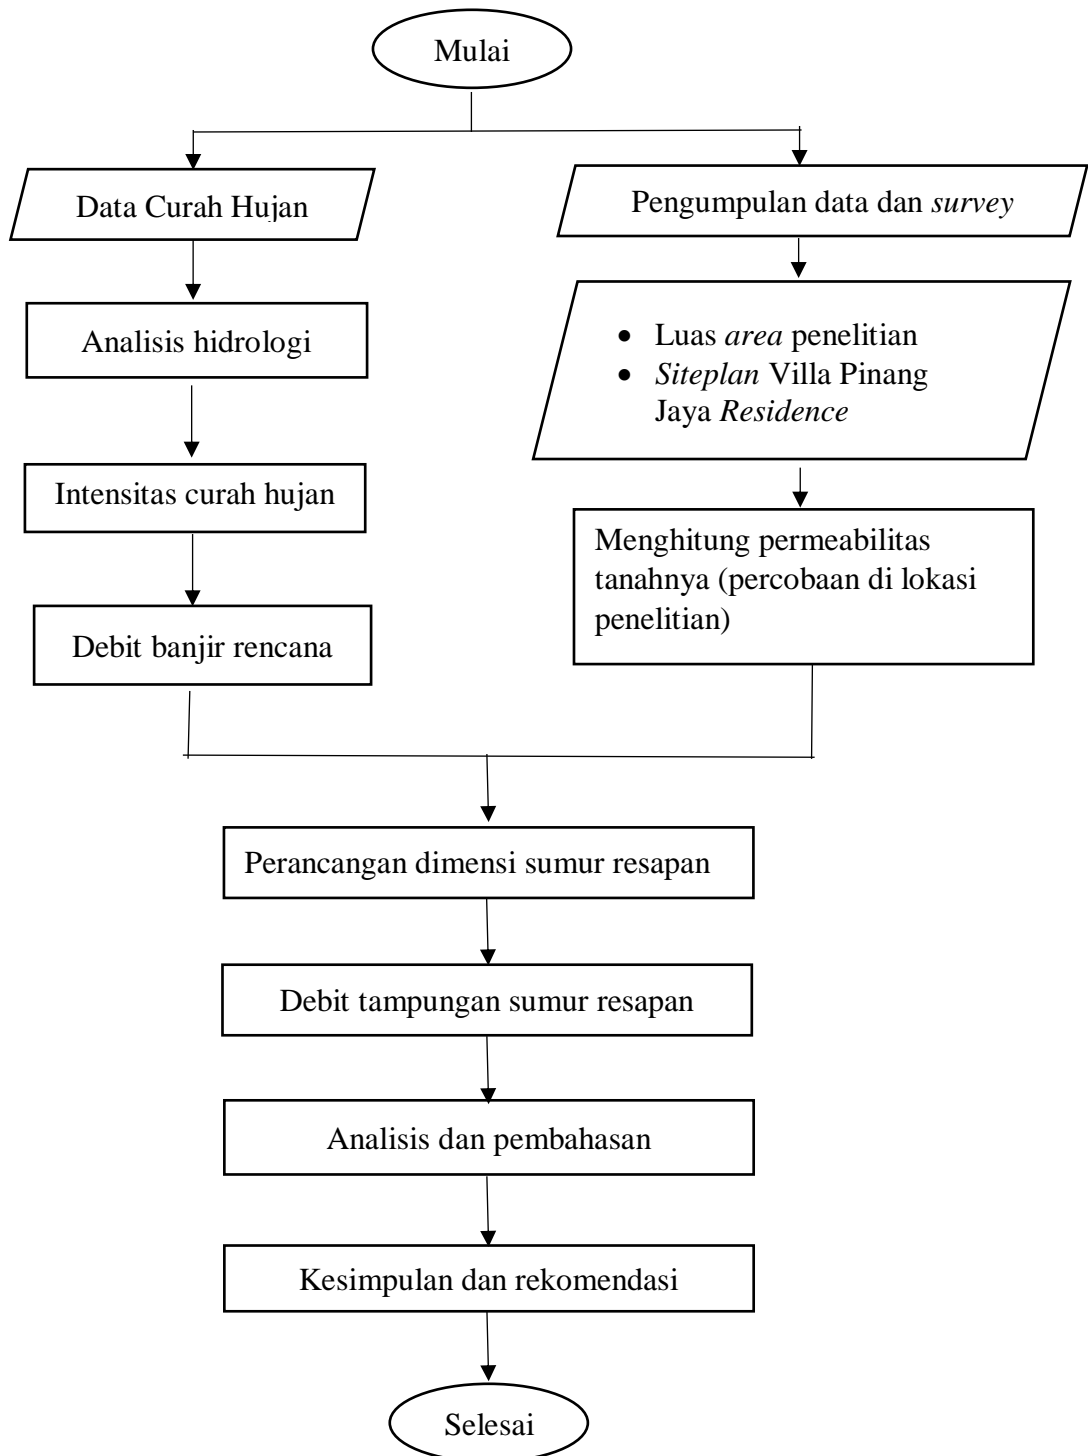 Mulai
Data Curah Hujan
Pengumpulan data dan survey
Analisis hidrologi
• Luas area penelitian
• Siteplan Villa Pinang
Jaya Residence
Intensitas curah hujan
Menghitung permeabilitas
tanahnya (percobaan di lokasi
penelitian)
Debit banjir rencana
Perancangan dimensi sumur resapan
Debit tampungan sumur resapan
Analisis dan pembahasan
Kesimpulan dan rekomendasi
Selesai